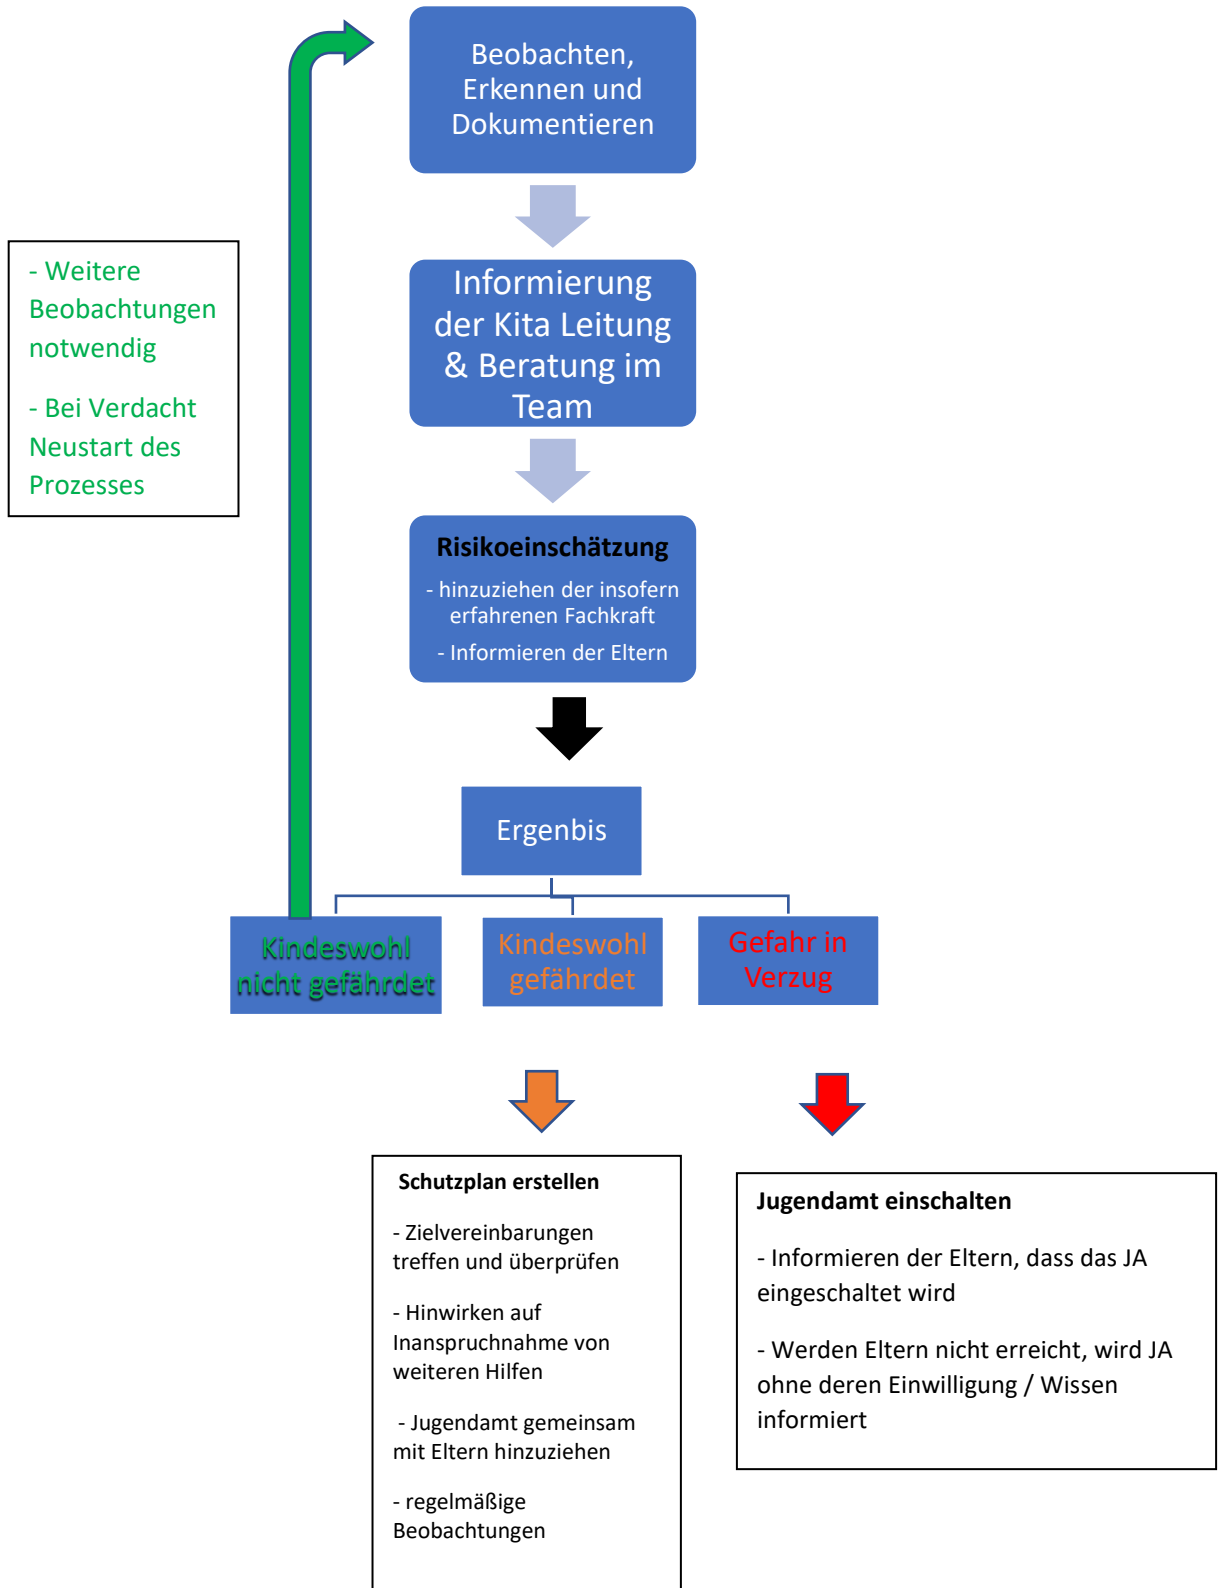 Beobachten,
Erkennen und
Dokumentieren
- Weitere
Beobachtungen
notwendig
- Bei Verdacht
Neustart des
Prozesses
Informierung
der Kita Leitung
& Beratung im
Team
Risikoeinschätzung
- hinzuziehen der insofern
erfahrenen Fachkraft
- Informieren der Eltern
Ergenbis
Kindeswohl
nicht gefährdet
Kindeswohl
gefährdet
Gefahr in
Verzug
Schutzplan erstellen
- Zielvereinbarungen
treffen und überprüfen
- Hinwirken auf
Inanspruchnahme von
weiteren Hilfen
- Jugendamt gemeinsam
mit Eltern hinzuziehen
- regelmäßige
Beobachtungen
Jugendamt einschalten
- Informieren der Eltern, dass das JA
eingeschaltet wird
- Werden Eltern nicht erreicht, wird JA
ohne deren Einwilligung / Wissen
informiert